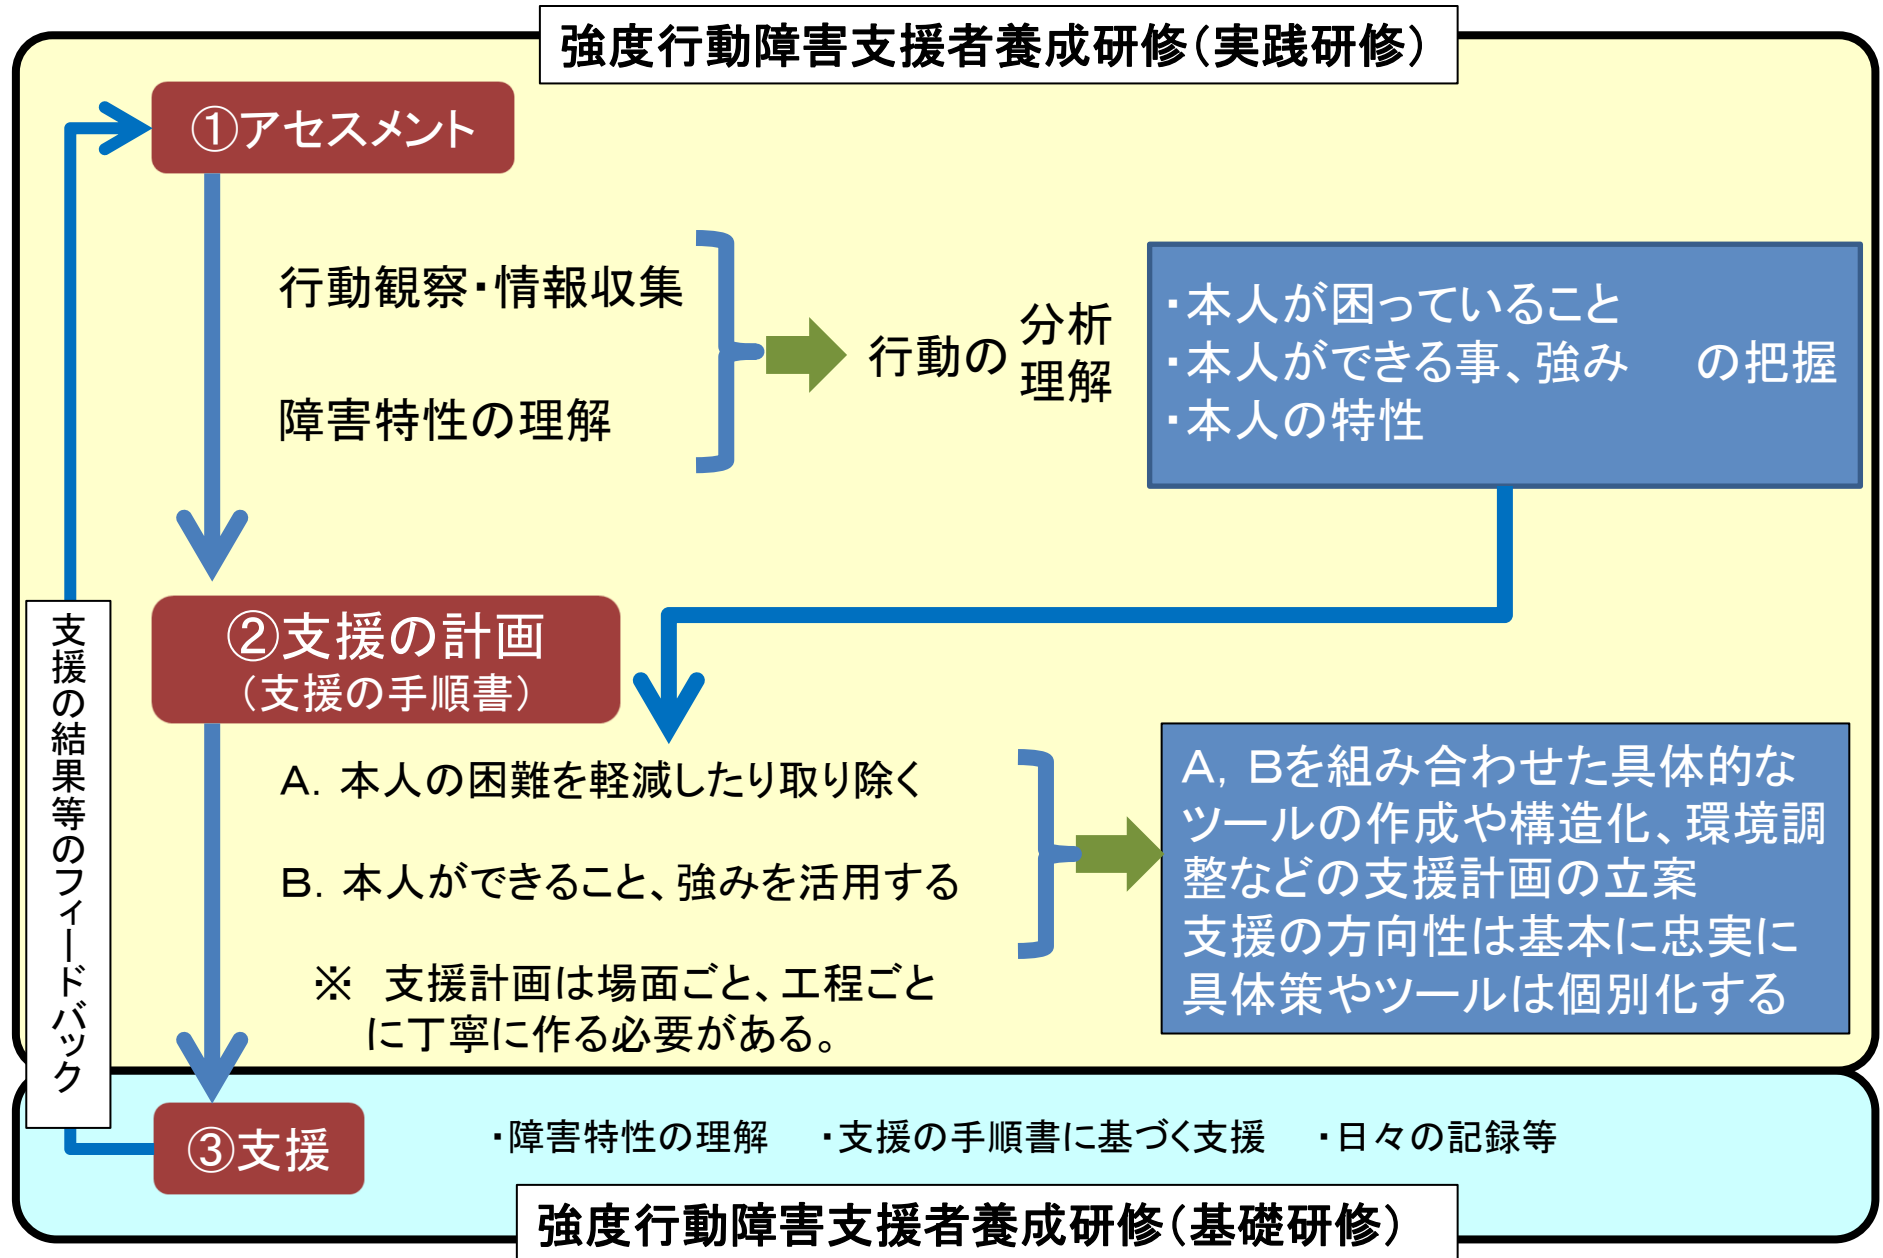 強度行動障害支援者養成研修(実践研修)
①アセスメント
行動観察・情報収集
障害特性の理解
行動の
分析
理解
・本人が困っていること
・本人ができる事、強み　の把握
・本人の特性
②支援の計画
(支援の手順書)
A. 本人の困難を軽減したり取り除く
B. 本人ができること、強みを活用する
※ 支援計画は場面ごと、工程ごと
に丁寧に作る必要がある。
A, Bを組み合わせた具体的な
ツールの作成や構造化、環境調
整などの支援計画の立案
支援の方向性は基本に忠実に
具体策やツールは個別化する
支援の結果等のフィードバック
③支援
・障害特性の理解　・支援の手順書に基づく支援　・日々の記録等
強度行動障害支援者養成研修(基礎研修)